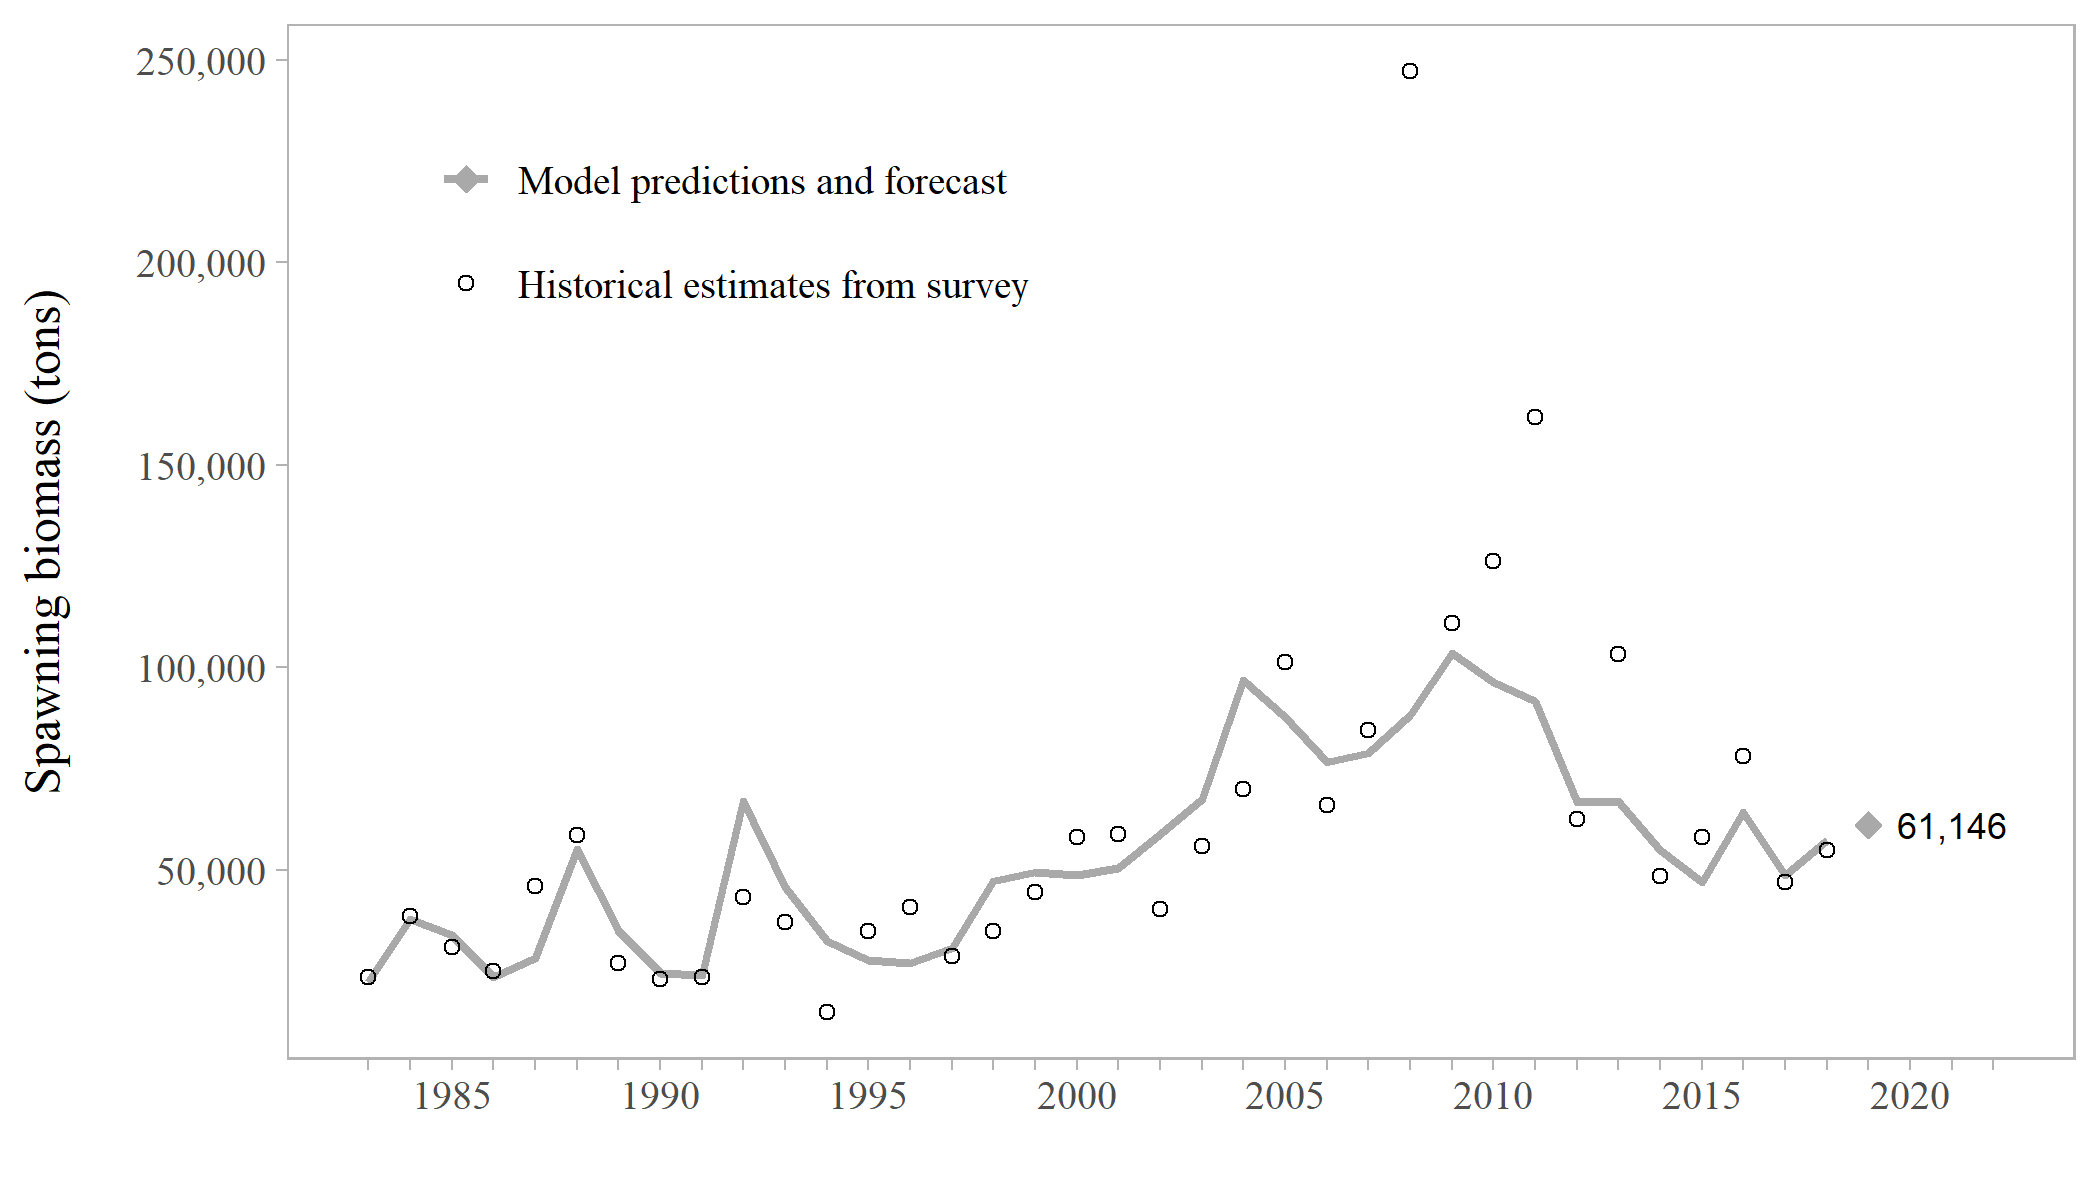 250,000
Model predictions and forecast
200,000
Historical estimates from survey
Spawning biomass (tons)
150,000
100,000
61,146
50,000
1985 1990 1995 2000 2005 2010 2015 2020